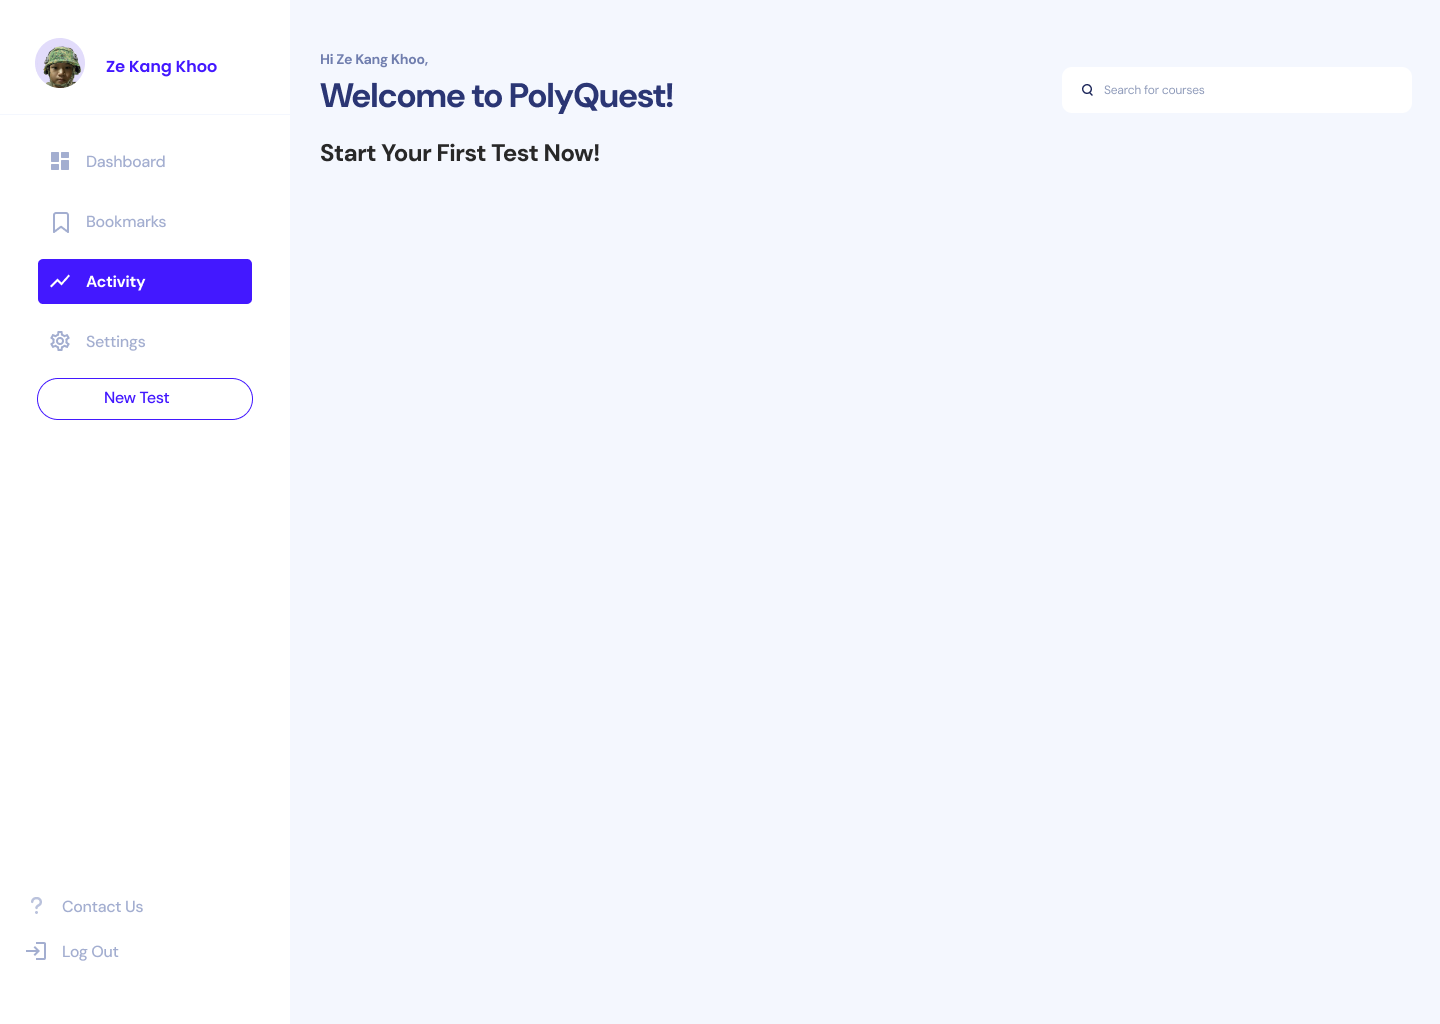 Ze Kang Khoo
Dashboard
Bookmarks
Activity
Settings
New Test
Contact Us
Log Out
Hi Ze Kang Khoo,
Welcome to PolyQuest!
Start Your First Test Now!
Search for courses